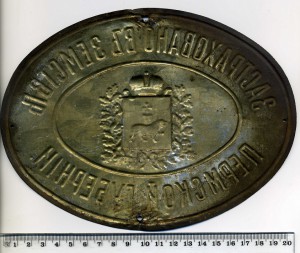 ЗАСТРАХОВАНО ВЪ ЗЕМСТВѢ
ПЕРМСКОЙ ГУБЕРНІИ
1 2 3 4 5 6 7 8 9 10 11 12 13 14 15 16 17 18 19 20